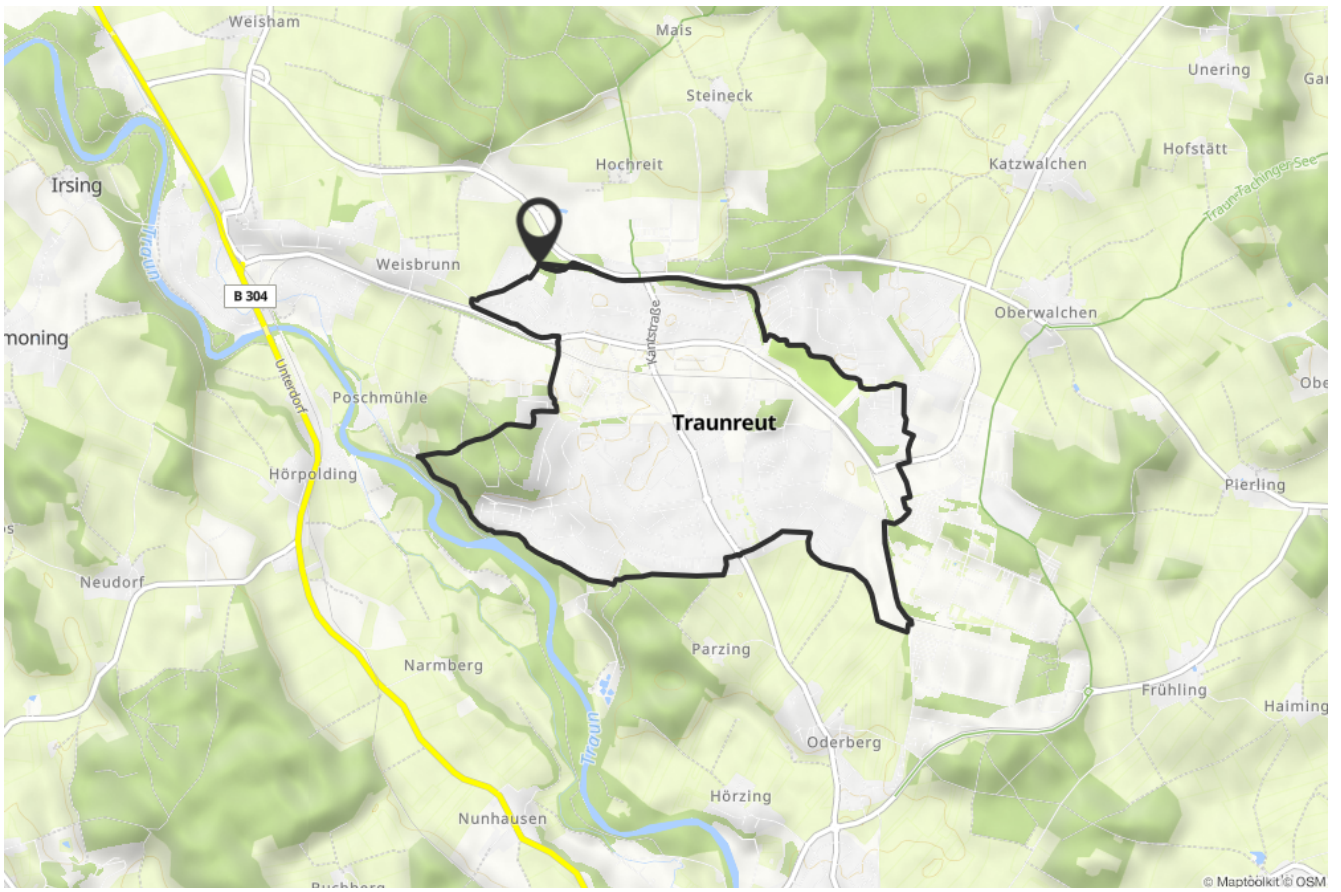 Weisham
Mais
Unering
Steineck
Hochreit
Katzwalchen
Hofstätt
Irsing
Traun-Tachinger See
Traun
Weisbrunn
B 304
Oberwalchen
Kantstraße
moning
Unterdorf
Poschmühle
Traunreut
Hörpolding
Pierling
Neudorf
Parzing
Narmberg
Frühling
Haiming
Traun
Oderberg
Hörzing
Nunhausen
Buchberg
© Maptoolkit © OSM